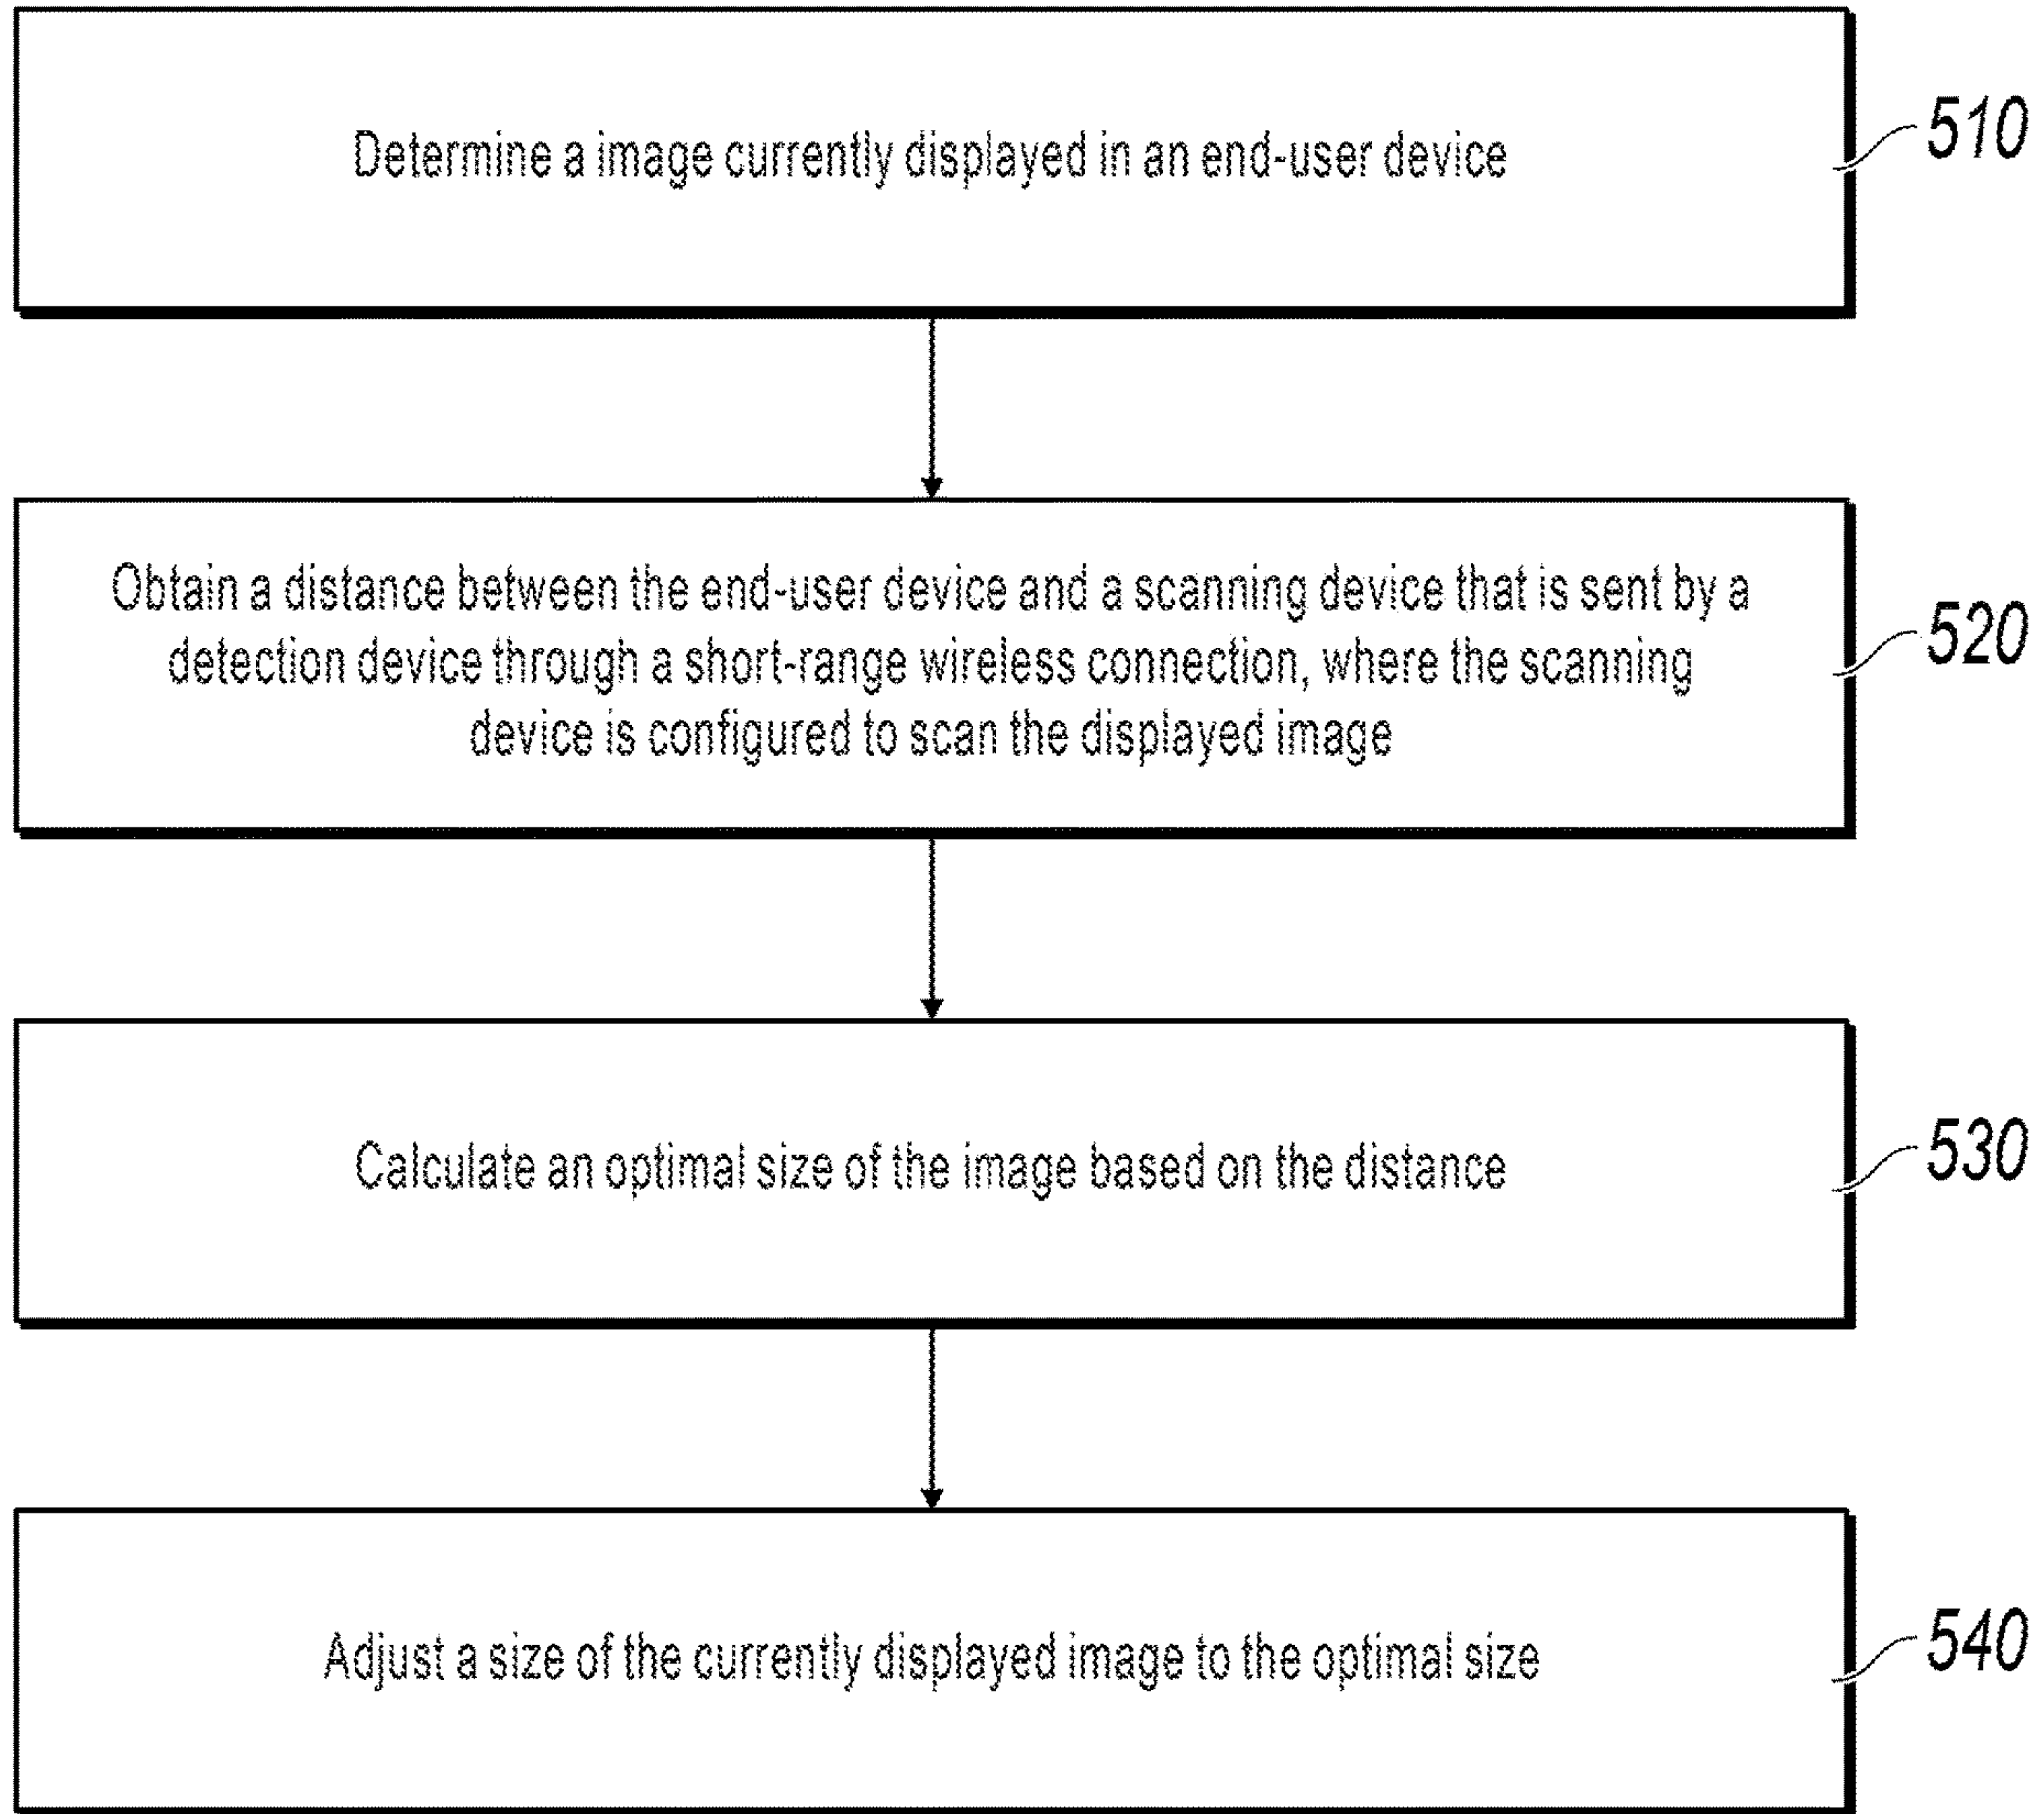 Determine a image currently displayed in an end-user device
510
Obtain a distance between the end-user device and a scanning device that is sent by a
detection device through a short-range wireless connection, where the scanning
device is configured to scan the displayed image
520
Calculate an optimal size of the image based on the distance
530
Adjust a size of the currently displayed image to the optimal size
540